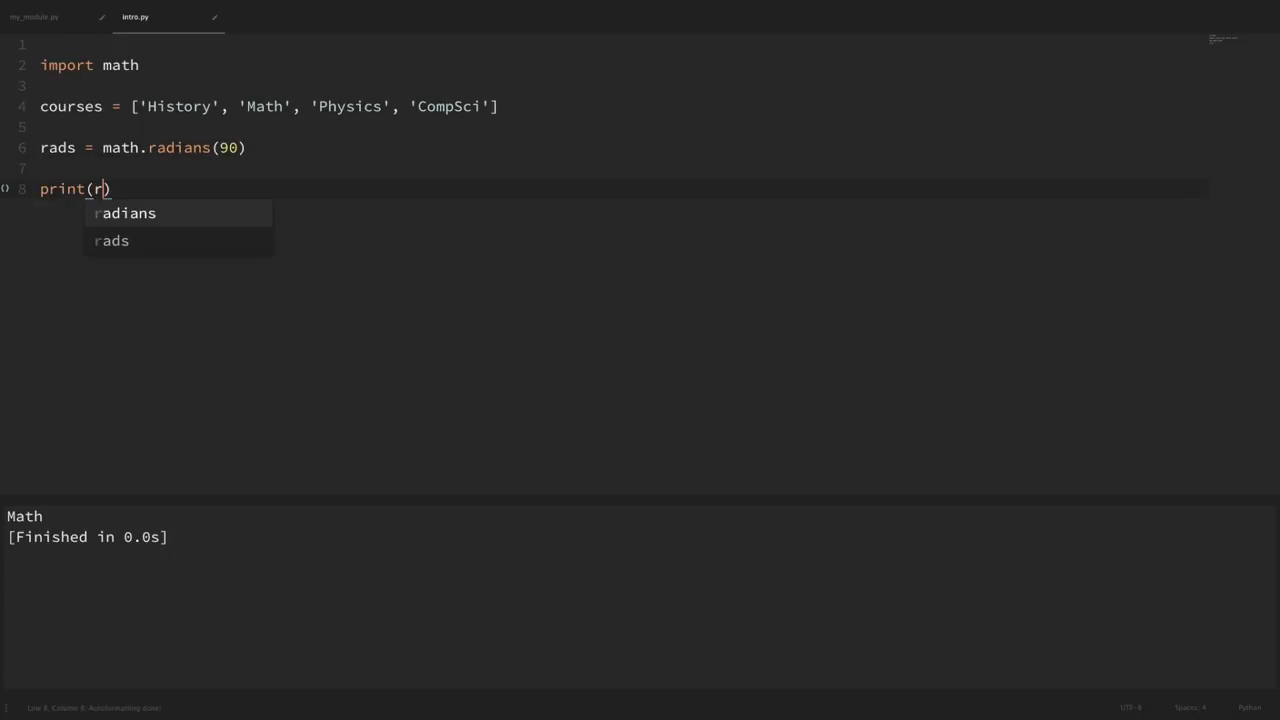 my_module.py
intro.py
1
2 import math
3
4 courses = ['History', 'Math', 'Physics', 'CompSci']
5
6 rads = math.radians(90)
7
() 8 print(r)
radians
rads
Math
[Finished in 0.0s]
Line 8, Column 8; Autoformatting done! UTF-8 Spaces: 4 Python